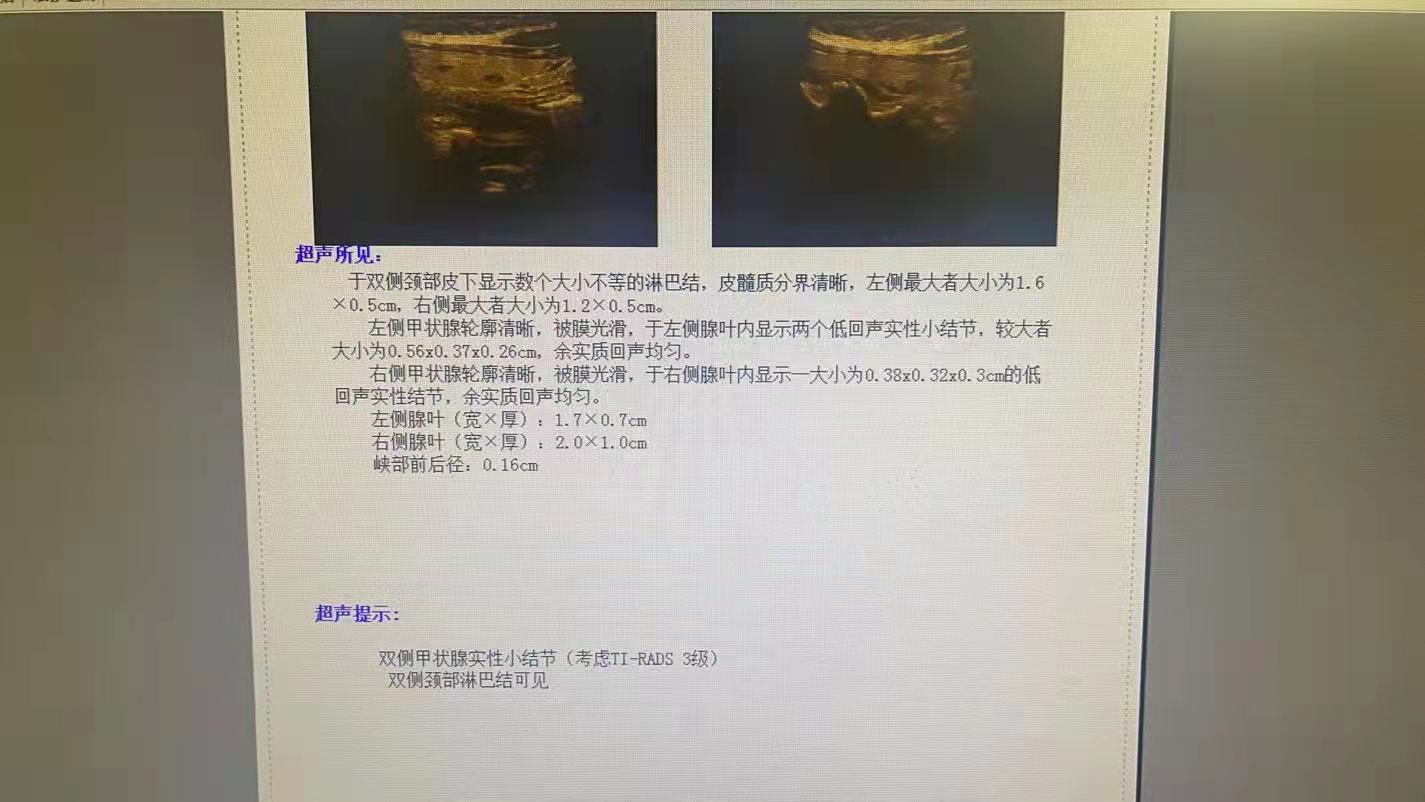 超声所见:
于双侧颈部皮下显示数个大小不等的淋巴结，皮髓质分界清晰，左侧最大者大小为1.6
×0.5cm，右侧最大者大小为1.2×0.5cm。
左侧甲状腺轮廓清晰，被膜光滑，于左侧腺叶内显示两个低回声实性小结节，较大者
大小为0.56x0.37x0.26cm，余实质回声均匀。
右侧甲状腺轮廓清晰，被膜光滑，于右侧腺叶内显示一大小为0.38x0.32x0.3cm的低
回声实性结节，余实质回声均匀。
左侧腺叶（宽×厚）：1.7×0.7cm
右侧腺叶（宽×厚）：2.0×1.0cm
峡部前后径：0.16cm
超声提示:
双侧甲状腺实性小结节（考虑TI-RADS 3级）
双侧颈部淋巴结可见